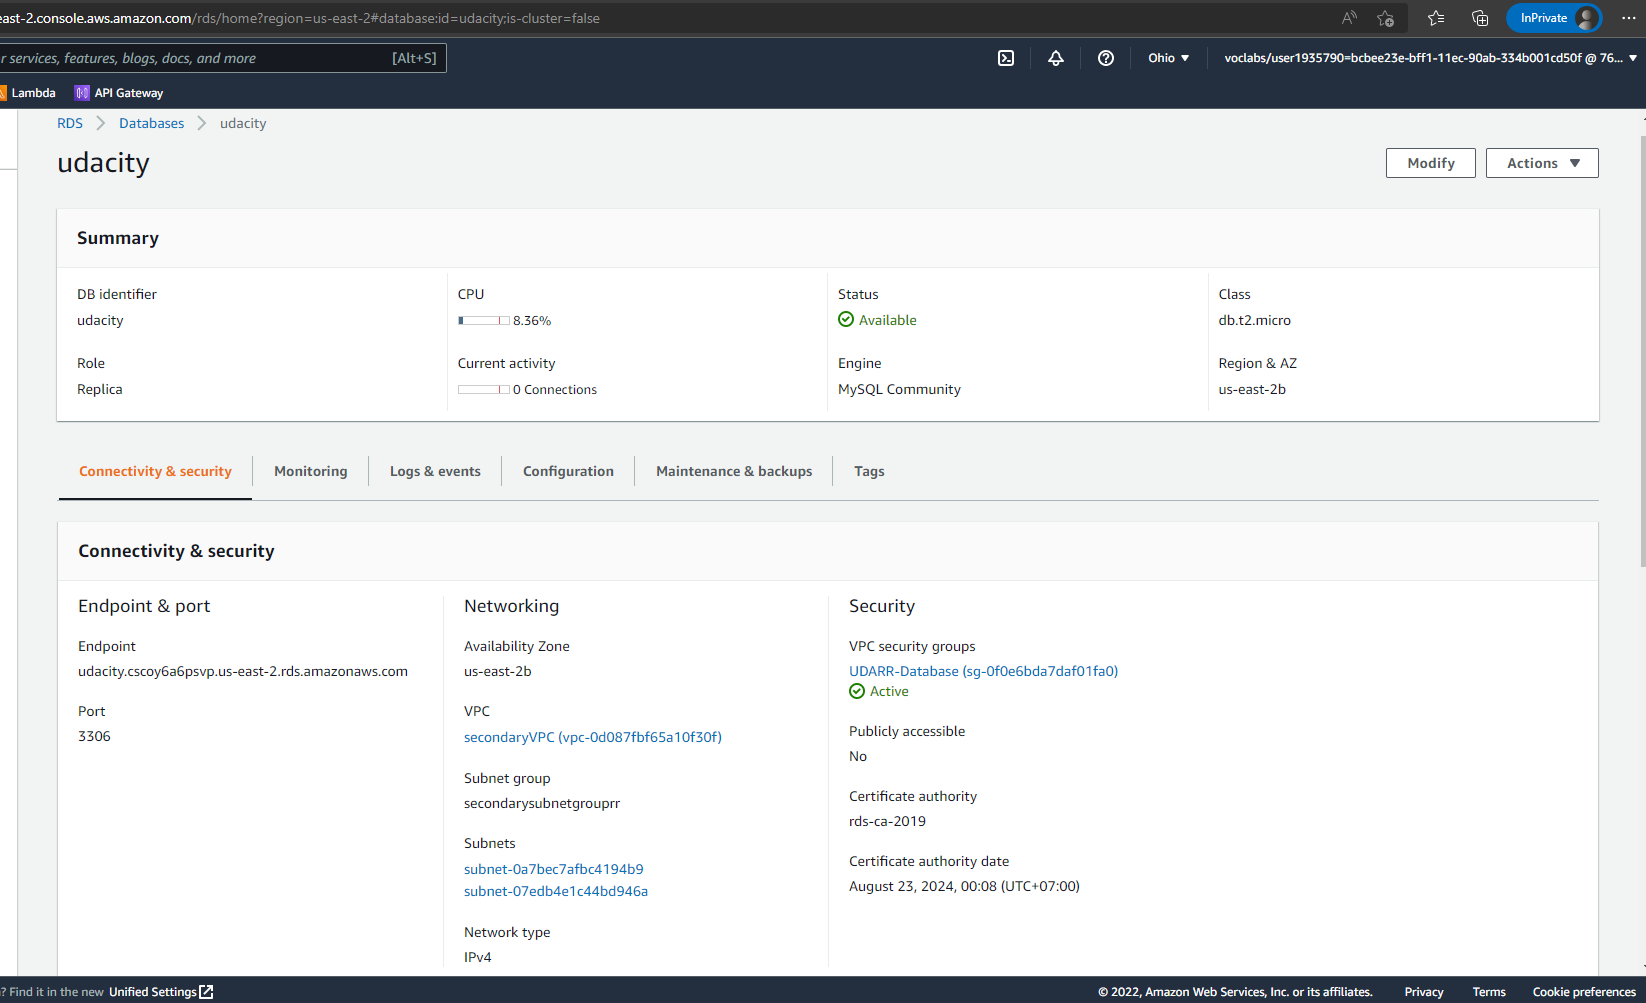 east-2.console.aws.amazon.com/rds/home?region=us-east-2#database:id=udacity;is-cluster=false
InPrivate
r services, features, blogs, docs, and more [Alt+S]
Ohio
voclabs/user1935790=bcbee23e-bff1-11ec-90ab-334b001cd50f @ 76...
Lambda
API Gateway
RDS
Databases
udacity
udacity
Modify
Actions
Summary
DB identifier
udacity
CPU
8.36%
Status
Available
Class
db.t2.micro
Role
Replica
Current activity
0 Connections
Engine
MySQL Community
Region & AZ
us-east-2b
Connectivity & security
Monitoring
Logs & events
Configuration
Maintenance & backups
Tags
Connectivity & security
Endpoint & port
Endpoint
udacity.cscoy6a6psvp.us-east-2.rds.amazonaws.com
Port
3306
Networking
Availability Zone
us-east-2b
VPC
secondaryVPC (vpc-0d087fbf65a10f30f)
Subnet group
secondarysubnetgrouprr
Subnets
subnet-0a7bec7afbc4194b9
subnet-07edb4e1c44bd946a
Network type
IPv4
Security
VPC security groups
UDARR-Database (sg-0f0e6bda7daf01fa0)
Active
Publicly accessible
No
Certificate authority
rds-ca-2019
Certificate authority date
August 23, 2024, 00:08 (UTC+07:00)
? Find it in the new Unified Settings
© 2022, Amazon Web Services, Inc. or its affiliates.
Privacy
Terms
Cookie preferences